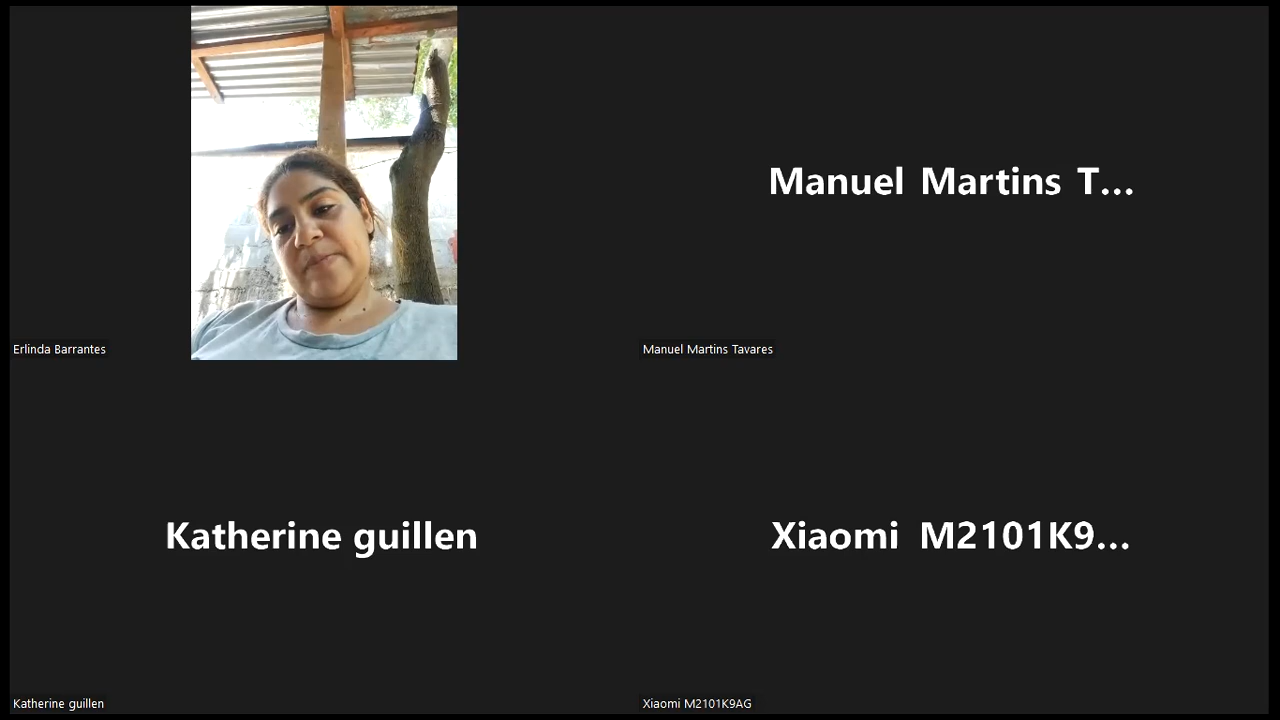 Manuel Martins T...
Erlinda Barrantes
Manuel Martins Tavares
Katherine guillen
Xiaomi M2101K9...
Katherine guillen
Xiaomi M2101K9AG